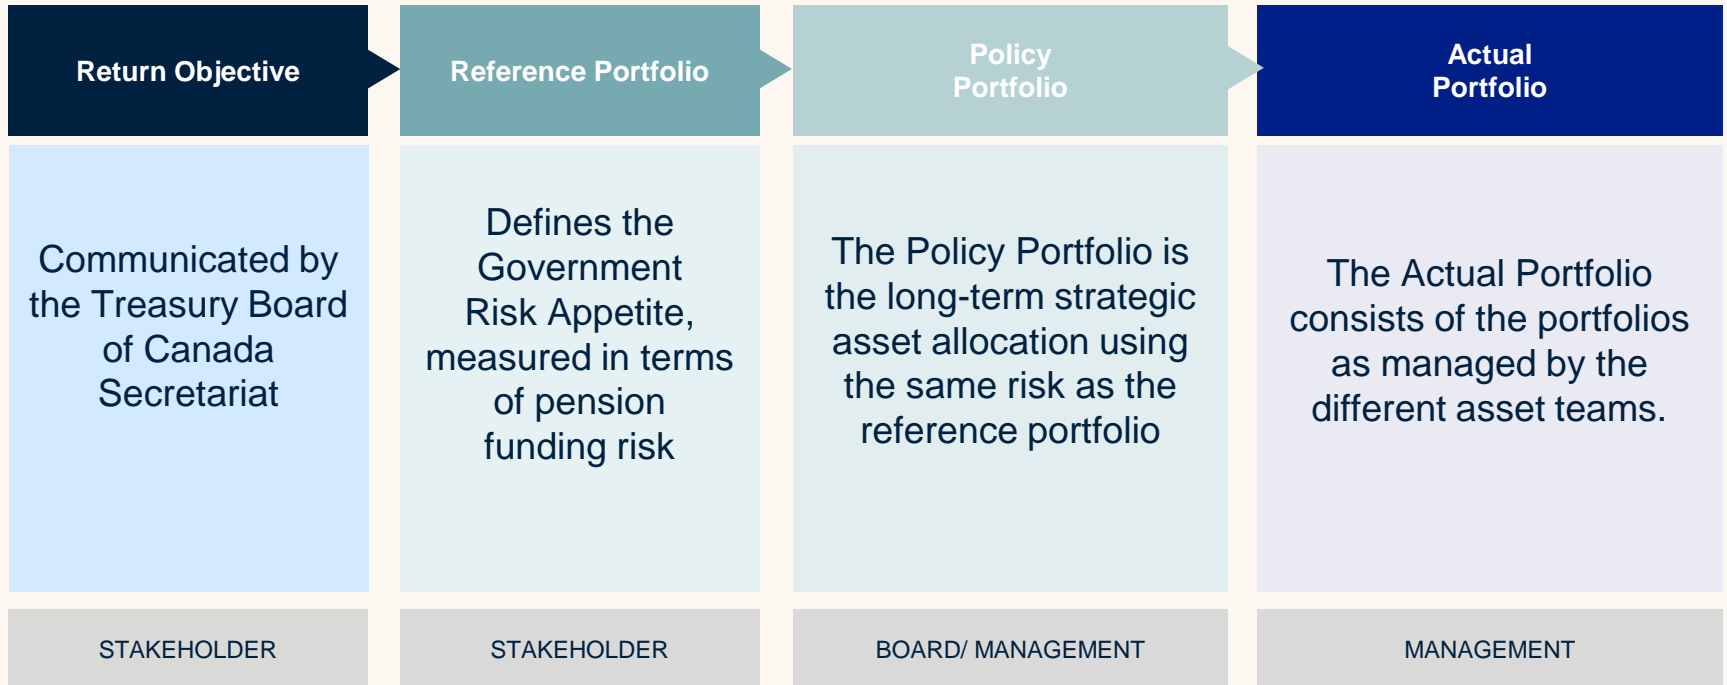 Return Objective
Reference Portfolio
Policy
Portfolio
Actual
Portfolio
Communicated by
the Treasury Board
of Canada
Secretariat
Defines the
Government
Risk Appetite,
measured in terms
of pension
funding risk
The Policy Portfolio is
the long-term strategic
asset allocation using
the same risk as the
reference portfolio
The Actual Portfolio
consists of the portfolios
as managed by the
different asset teams.
STAKEHOLDER
STAKEHOLDER
BOARD/ MANAGEMENT
MANAGEMENT